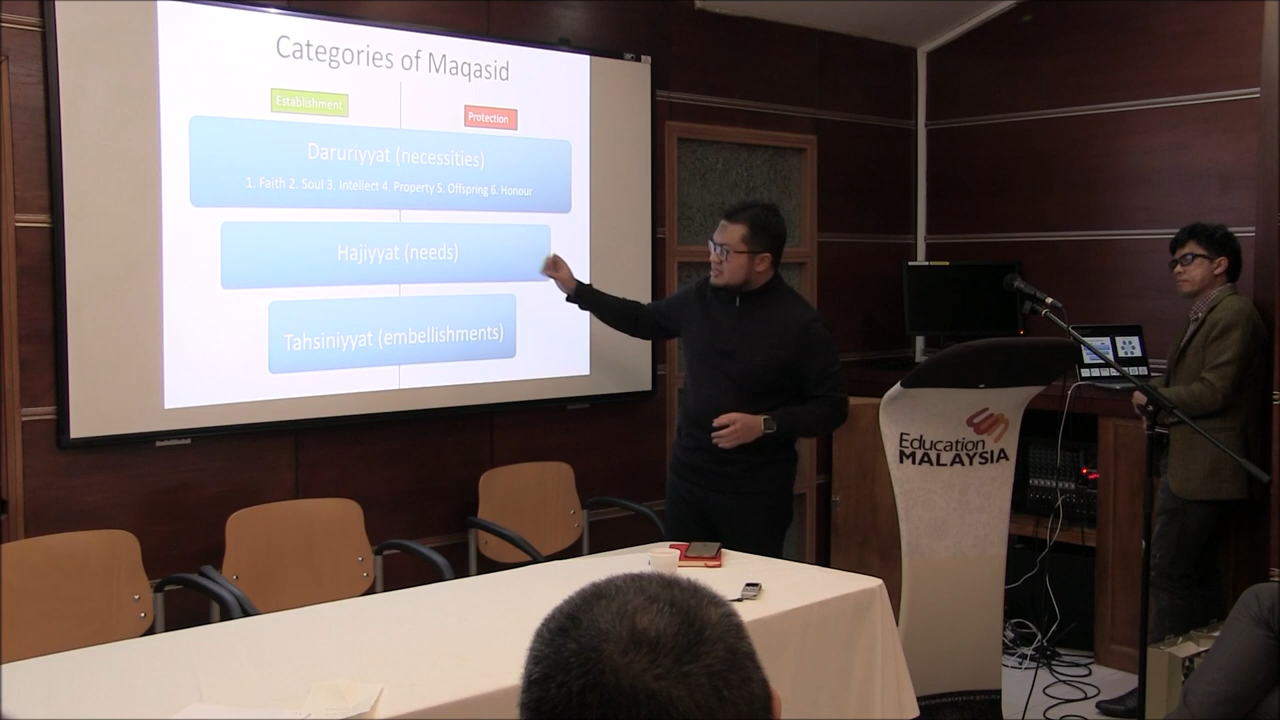 Categories of Maqasid
Establishment
Protection
Daruriyyat (necessities)
1. Faith 2. Soul 3. Intellect 4. Property 5. Offspring 6. Honour
Hajiyyat (needs)
Tahsiniyyat (embellishments)
Education
MALAYSIA